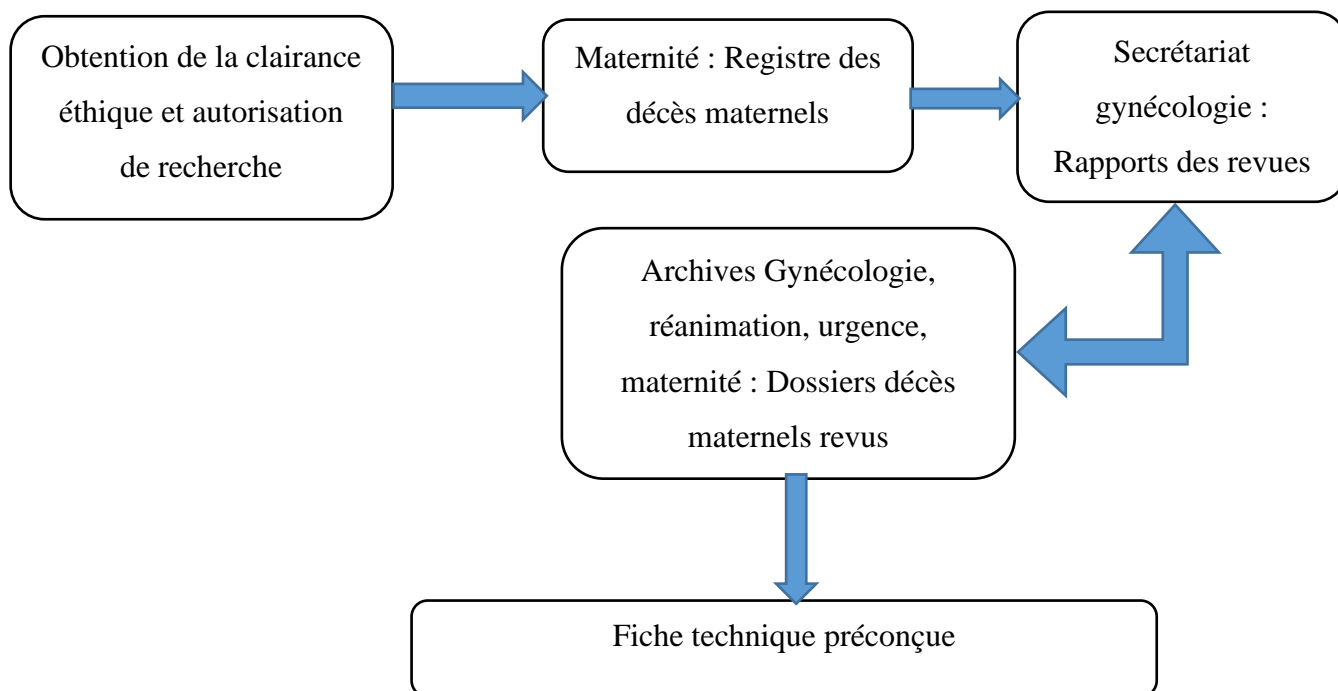 Obtention de la clairance
éthique et autorisation
de recherche
Maternité : Registre des
décès maternels
Secrétariat
gynécologie :
Rapports des revues
Archives Gynécologie,
réanimation, urgence,
maternité : Dossiers décès
maternels revus
Fiche technique préconçue